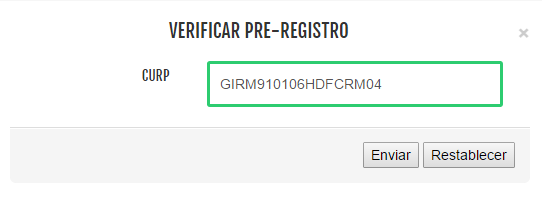 VERIFICAR PRE-REGISTRO
×
CURP
GIRM910106HDFCRM04
Enviar
Restablecer